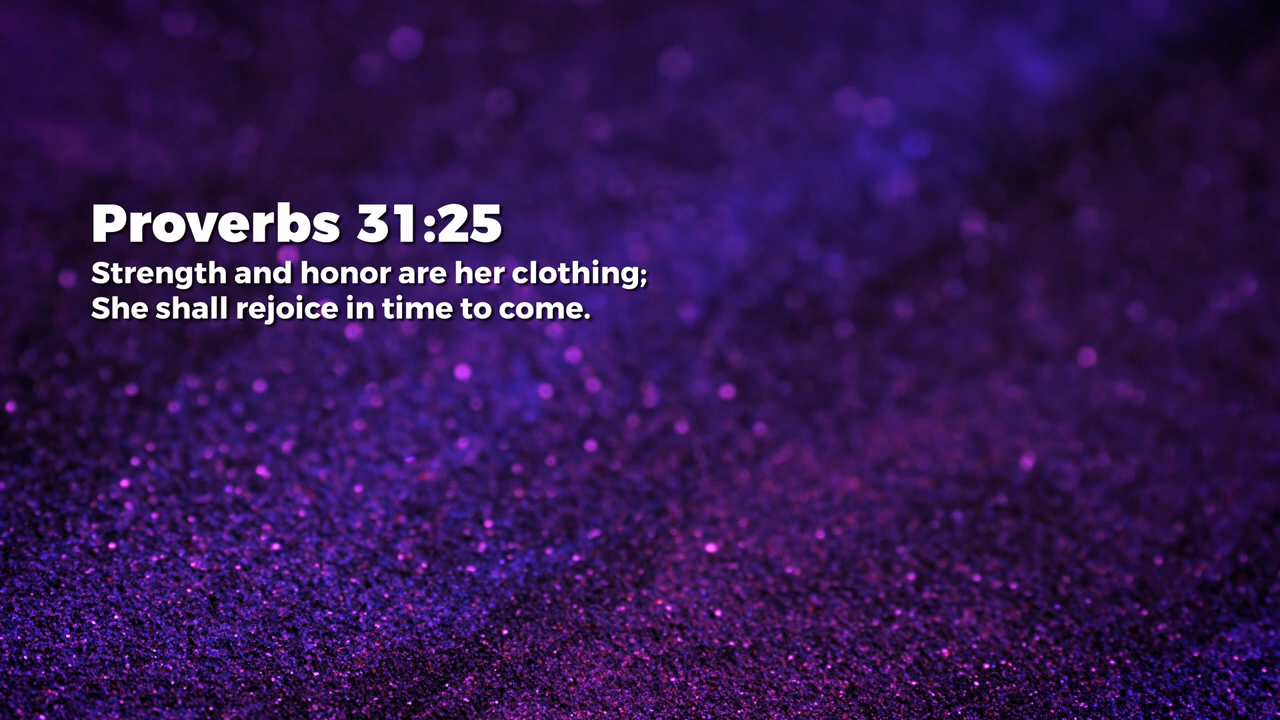 Proverbs 31:25
Strength and honor are her clothing;
She shall rejoice in time to come.